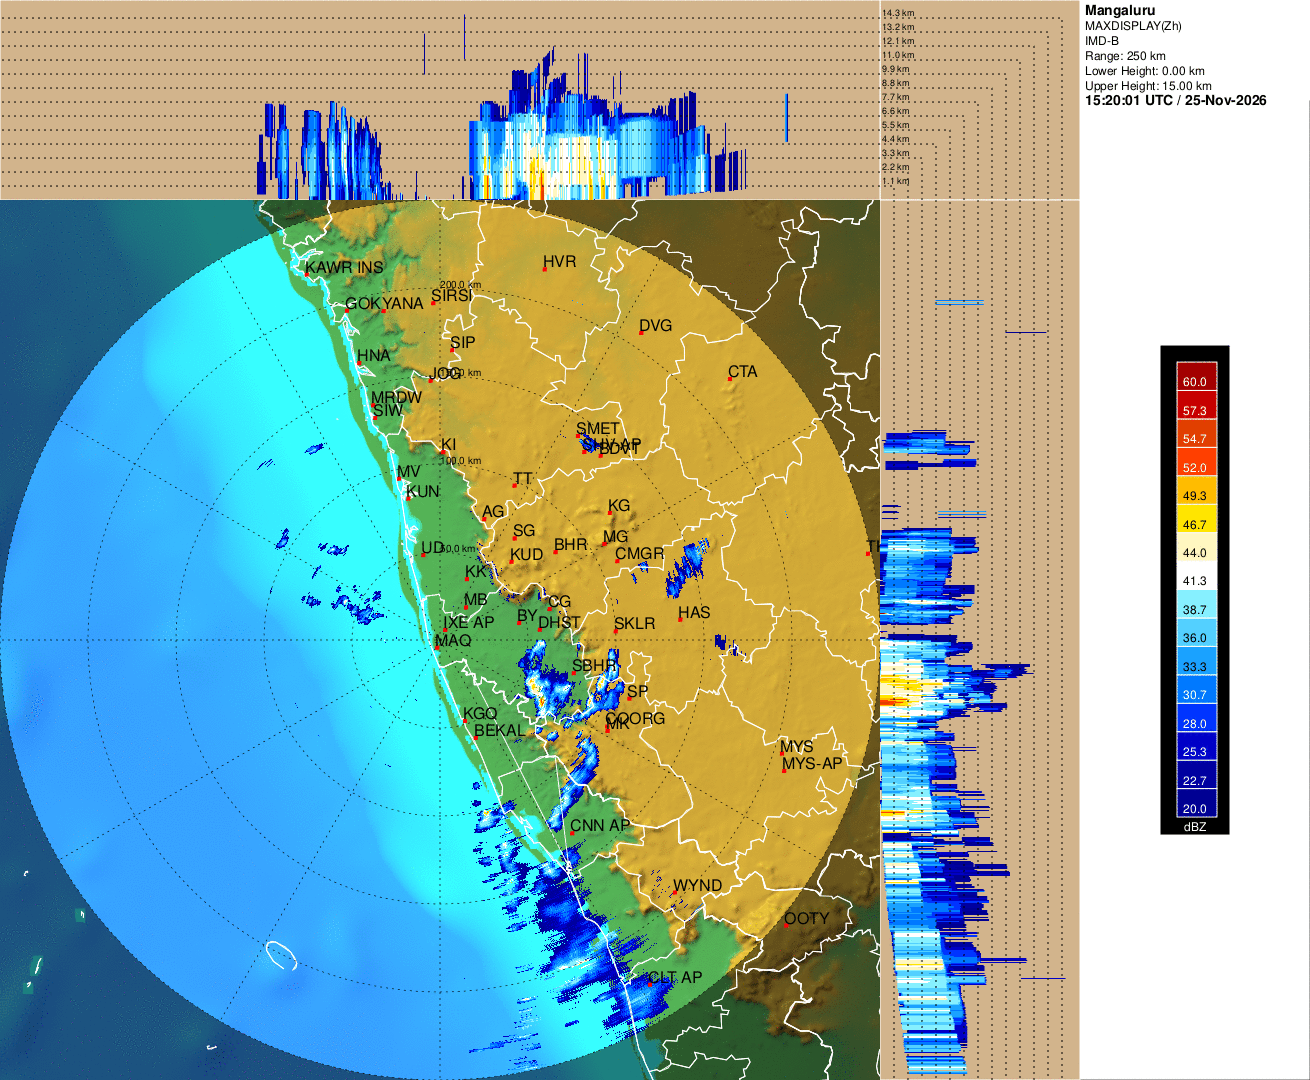 14.3 km
13.2 km
12.1 km
11.0 km
9.9 km
8.8 km
7.7 km
6.6 km
5.5 km
4.4 km
3.3 km
2.2 km
1.1 km
Mangaluru
MAXDISPLAY(Zh)
IMD-B
Range: 250 km
Lower Height: 0.00 km
Upper Height: 15.00 km
15:20:01 UTC / 25-Nov-2026
HVR
KAWR INS
200.0 km
SIRSI
GOKYANA
DVG
SIP
HNA
JOG
CTA
MRDW
SIW
SMET
KI
BDVT
100.0 km
MV
TT
KUN
KG
AG
SG
MG
BHR
UD
50.0 km
KUD
CMGR
KK
MB
CG
HAS
BY
IXE AP
DHST
SKLR
MAQ
SBHR
SP
KGQ
COORG
MK
BEKAL
MYS
MYS-AP
CNN AP
WYND
OOTY
CLT AP
60.0
57.3
54.7
52.0
49.3
46.7
44.0
41.3
38.7
36.0
33.3
30.7
28.0
25.3
22.7
20.0
dBZ